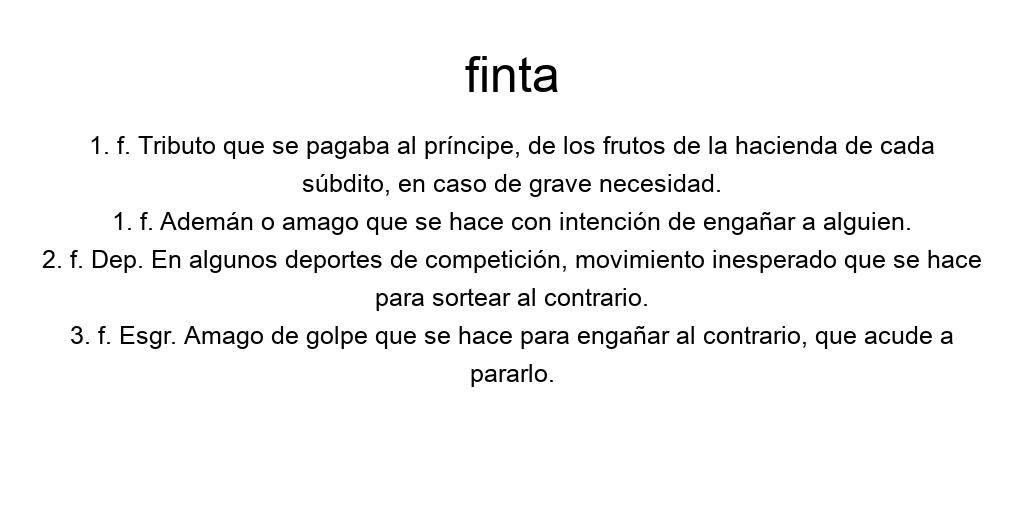 finta
1. f. Tributo que se pagaba al príncipe, de los frutos de la hacienda de cada
súbdito, en caso de grave necesidad.
1. f. Ademán o amago que se hace con intención de engañar a alguien.
2. f. Dep. En algunos deportes de competición, movimiento inesperado que se hace
para sortear al contrario.
3. f. Esgr. Amago de golpe que se hace para engañar al contrario, que acude a
pararlo.